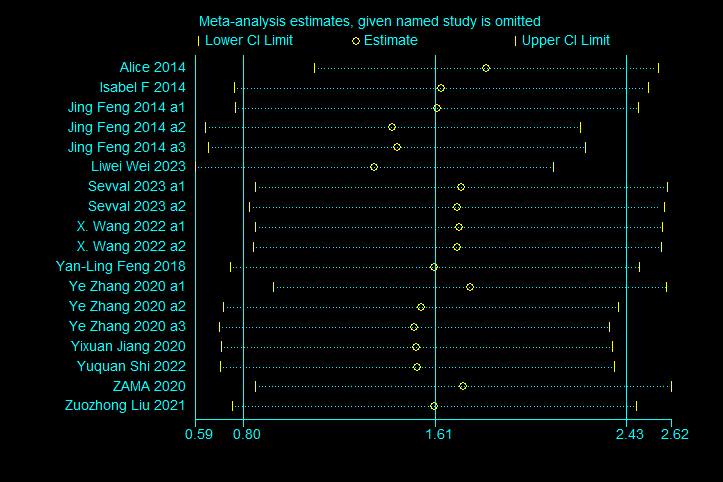 Meta-analysis estimates, given named study is omitted
Lower CI Limit Estimate Upper CI Limit
Alice 2014
Isabel F 2014
Jing Feng 2014 a1
Jing Feng 2014 a2
Jing Feng 2014 a3
Liwei Wei 2023
Sevval 2023 a1
Sevval 2023 a2
X. Wang 2022 a1
X. Wang 2022 a2
Yan-Ling Feng 2018
Ye Zhang 2020 a1
Ye Zhang 2020 a2
Ye Zhang 2020 a3
Yixuan Jiang 2020
Yuquan Shi 2022
ZAMA 2020
Zuozhong Liu 2021
0.59 0.80 1.61 2.43 2.62